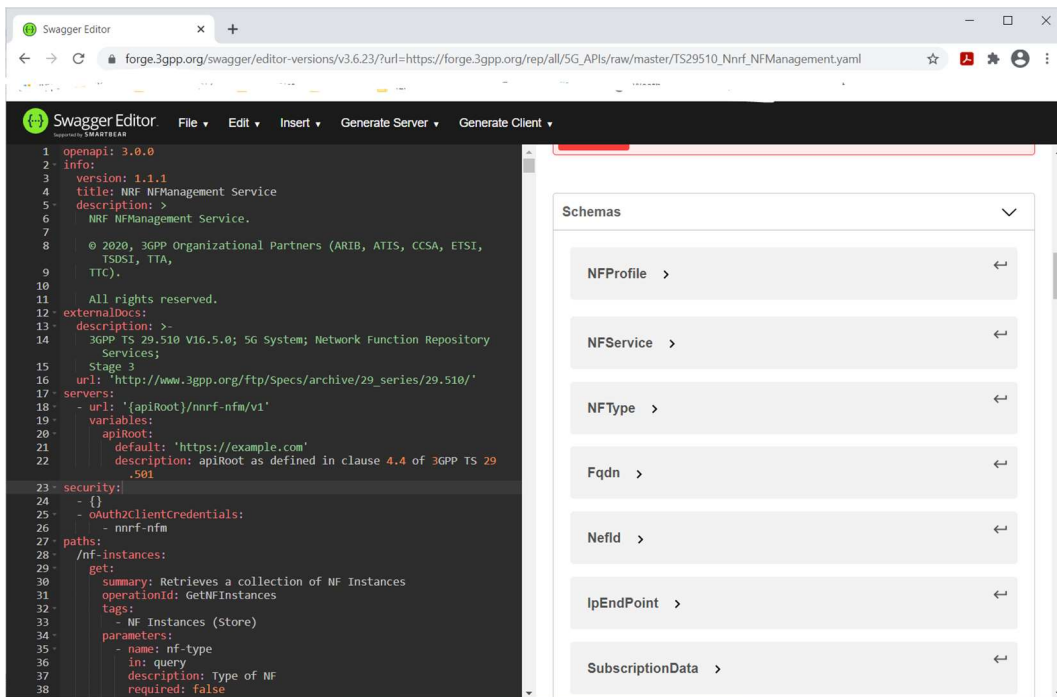 Swagger Editor
forge.3gpp.org/swagger/editor-versions/v3.6.23/?url=https://forge.3gpp.org/rep/all/5G_APIs/raw/master/TS29510_Nnrf_NFManagement.yaml
Swagger Editor.
Supported by SMARTBEAR
File
Edit
Insert
Generate Server
Generate Client
1 openapi: 3.0.0
2 info:
3 version: 1.1.1
4 title: NRF NFManagement Service
5 description: >
6 NRF NFManagement Service.
7
8 © 2020, 3GPP Organizational Partners (ARIB, ATIS, CCSA, ETSI,
TSDSI, TTA,
9 TTC).
10
11 All rights reserved.
12 externalDocs:
13 description: >-
14 3GPP TS 29.510 V16.5.0; 5G System; Network Function Repository
Services;
15 Stage 3
16 url: 'http://www.3gpp.org/ftp/Specs/archive/29_series/29.510/'
17 servers:
18 - url: '{apiRoot}/nnrf-nfm/v1'
19 variables:
20 apiRoot:
21 default: 'https://example.com'
22 description: apiRoot as defined in clause 4.4 of 3GPP TS 29
.501
23 security:
24 - {}
25 - oAuth2ClientCredentials:
26 - nnrf-nfm
27 paths:
28 /nf-instances:
29 get:
30 summary: Retrieves a collection of NF Instances
31 operationId: GetNFInstances
32 tags:
33 - NF Instances (Store)
34 parameters:
35 - name: nf-type
36 in: query
37 description: Type of NF
38 required: false
Schemas
NFProfile
NFService
NFType
Fqdn
NefId
IpEndPoint
SubscriptionData